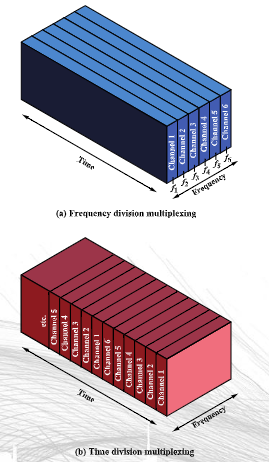 Channel 1
Channel 2
Channel 3
Channel 4
Channel 5
Channel 6
f1
f2
f3
f4
f5
Time
Frequency
(a) Frequency division multiplexing
etc.
Channel 5
Channel 4
Channel 3
Channel 2
Channel 1
Channel 6
Channel 5
Channel 4
Channel 3
Channel 2
Channel 1
Time
Frequency
(b) Time division multiplexing